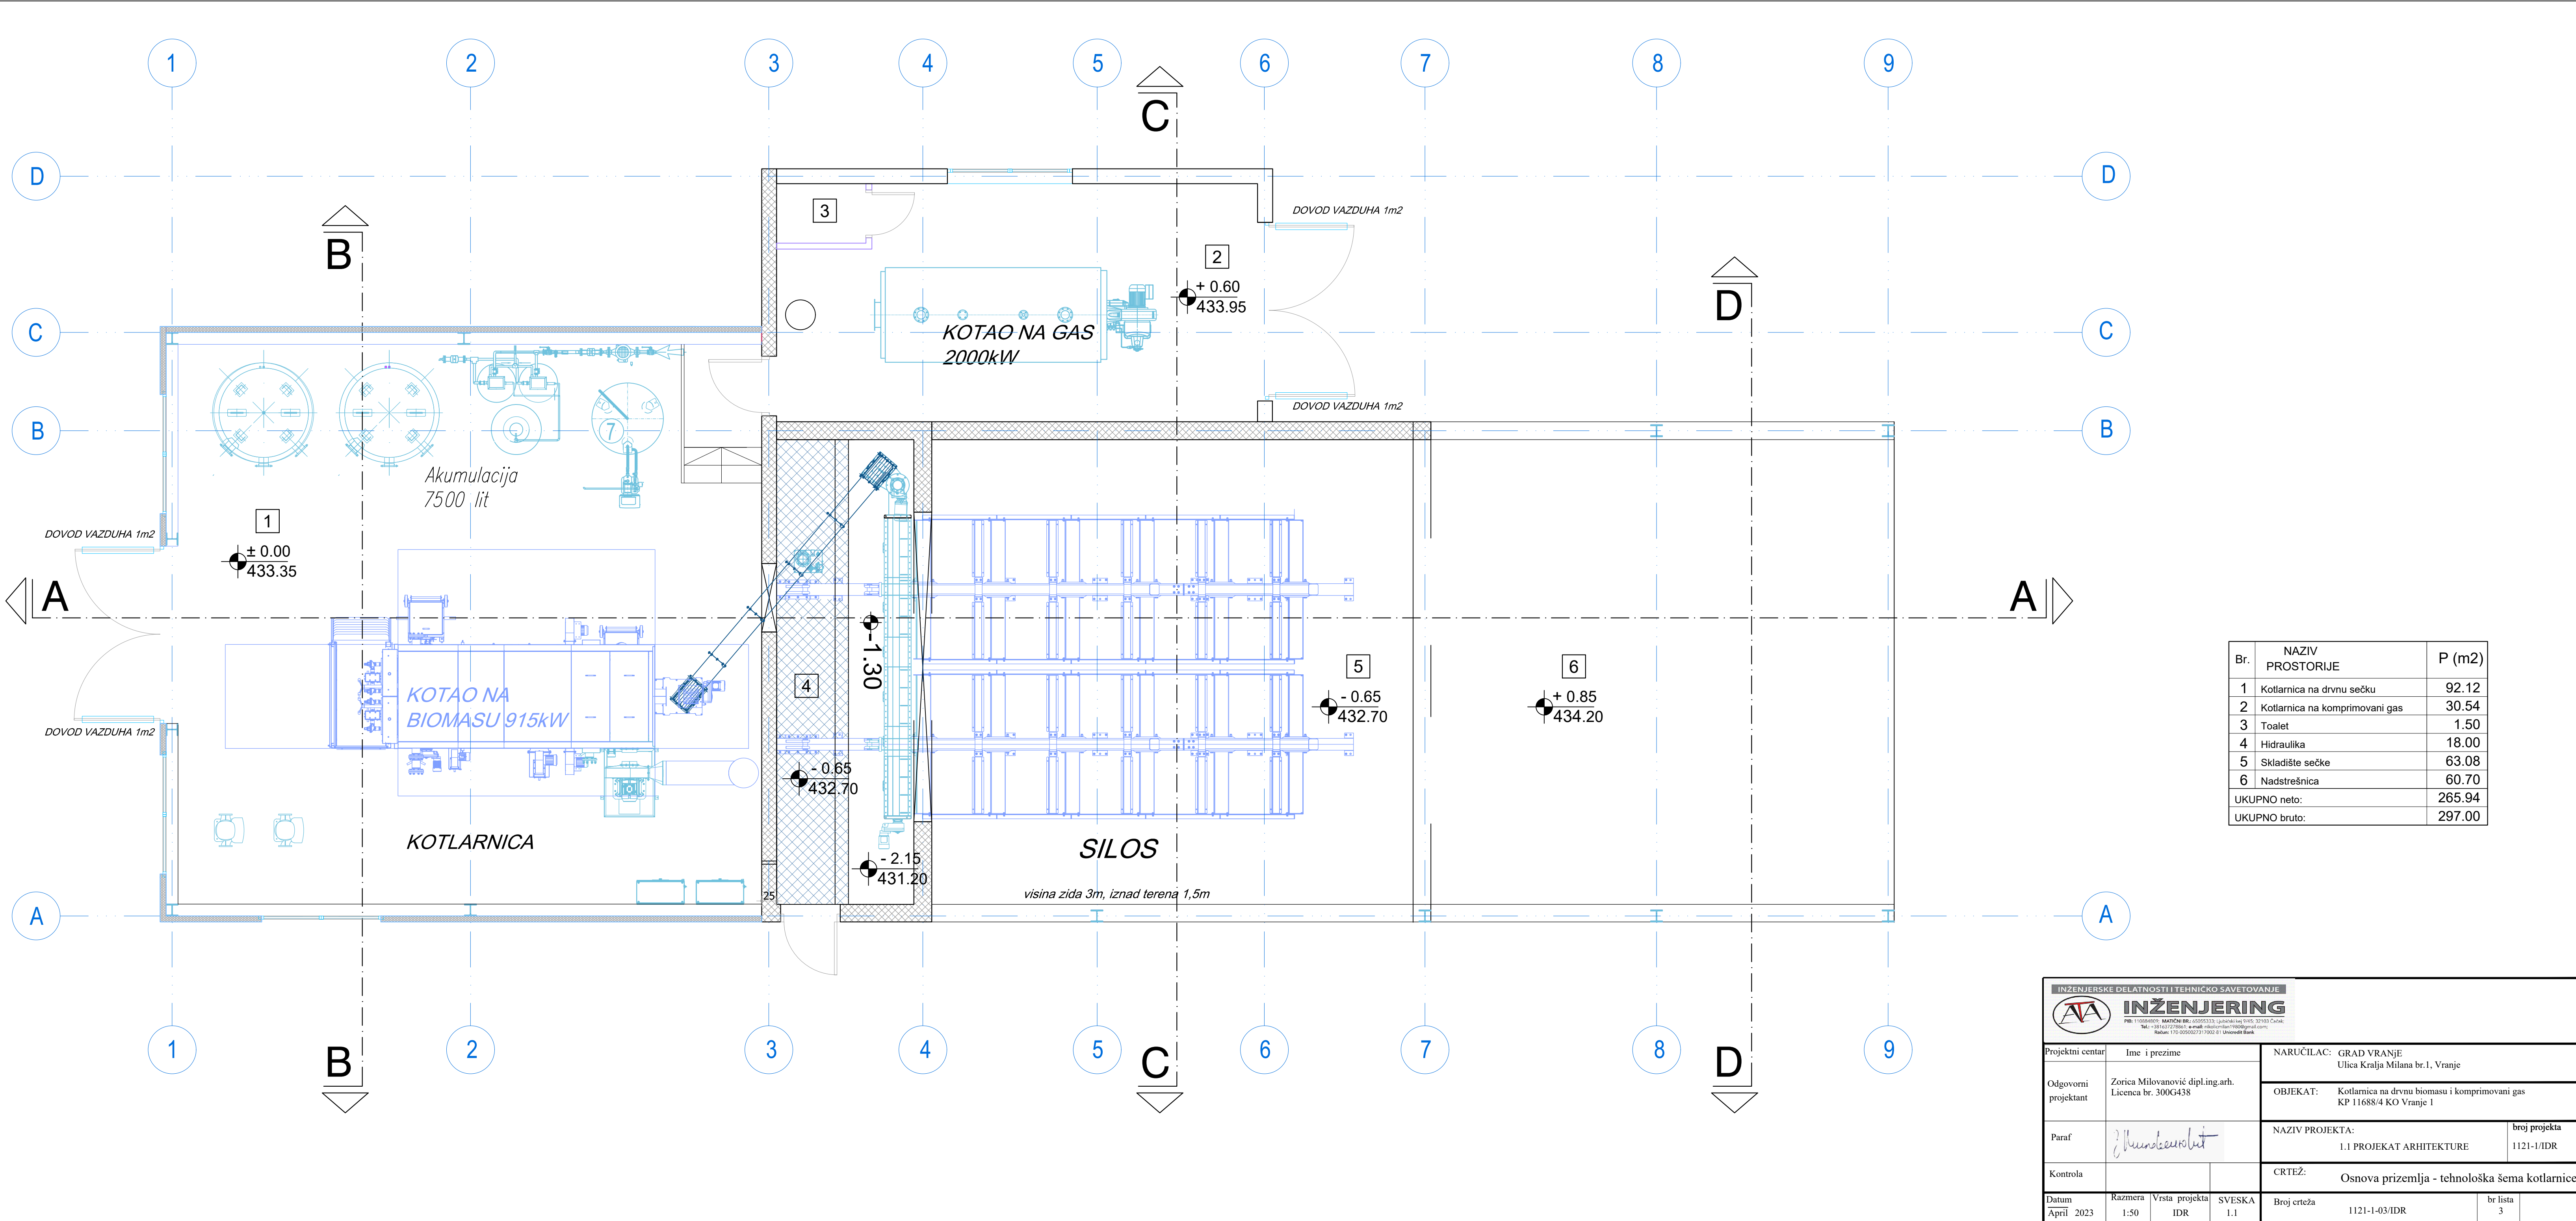 1 2 3 4 5 6 7 8 9
C
D D
3
DOVOD VAZDUHA 1m2
B
2
+ 0.60
433.95
D
C C
KOTAO NA GAS
2000kW
DOVOD VAZDUHA 1m2
B B
7
Akumulacija
7500 lit
1
DOVOD VAZDUHA 1m2
± 0.00
433.35
A A
-1.30
4
5
6
KOTAO NA
BIOMASU 915kW
- 0.65
432.70
+ 0.85
434.20
DOVOD VAZDUHA 1m2
- 0.65
432.70
KOTLARNICA
SILOS
- 2.15
431.20
25
visina zida 3m, iznad terena 1,5m
A A
1 2 3 4 5 6 7 8 9
B C D
Br. NAZIV PROSTORIJE P (m2)
1 Kotlarnica na drvnu sečku 92.12
2 Kotlarnica na komprimovani gas 30.54
3 Toalet 1.50
4 Hidraulika 18.00
5 Skladište sečke 63.08
6 Nadstrešnica 60.70
UKUPNO neto: 265.94
UKUPNO bruto: 297.00
INŽENJERSKE DELATNOSTI I TEHNIČKO SAVETOVANJE
ATA INŽENJERING
Projektni centar Ime i prezime
NARUČILAC: GRAD VRANjE
Ulica Kralja Milana br.1, Vranje
Odgovorni projektant
Zorica Milovanović dipl.ing.arh.
Licenca br. 300G438
OBJEKAT: Kotlarnica na drvnu biomasu i komprimovani gas
KP 11688/4 KO Vranje 1
Paraf
NAZIV PROJEKTA: broj projekta
1.1 PROJEKAT ARHITEKTURE 1121-1/IDR
Kontrola
CRTEŽ: Osnova prizemlja - tehnološka šema kotlarnice
Datum Razmera Vrsta projekta SVESKA Broj crteža br lista
April 2023 1:50 IDR 1.1 1121-1-03/IDR 3